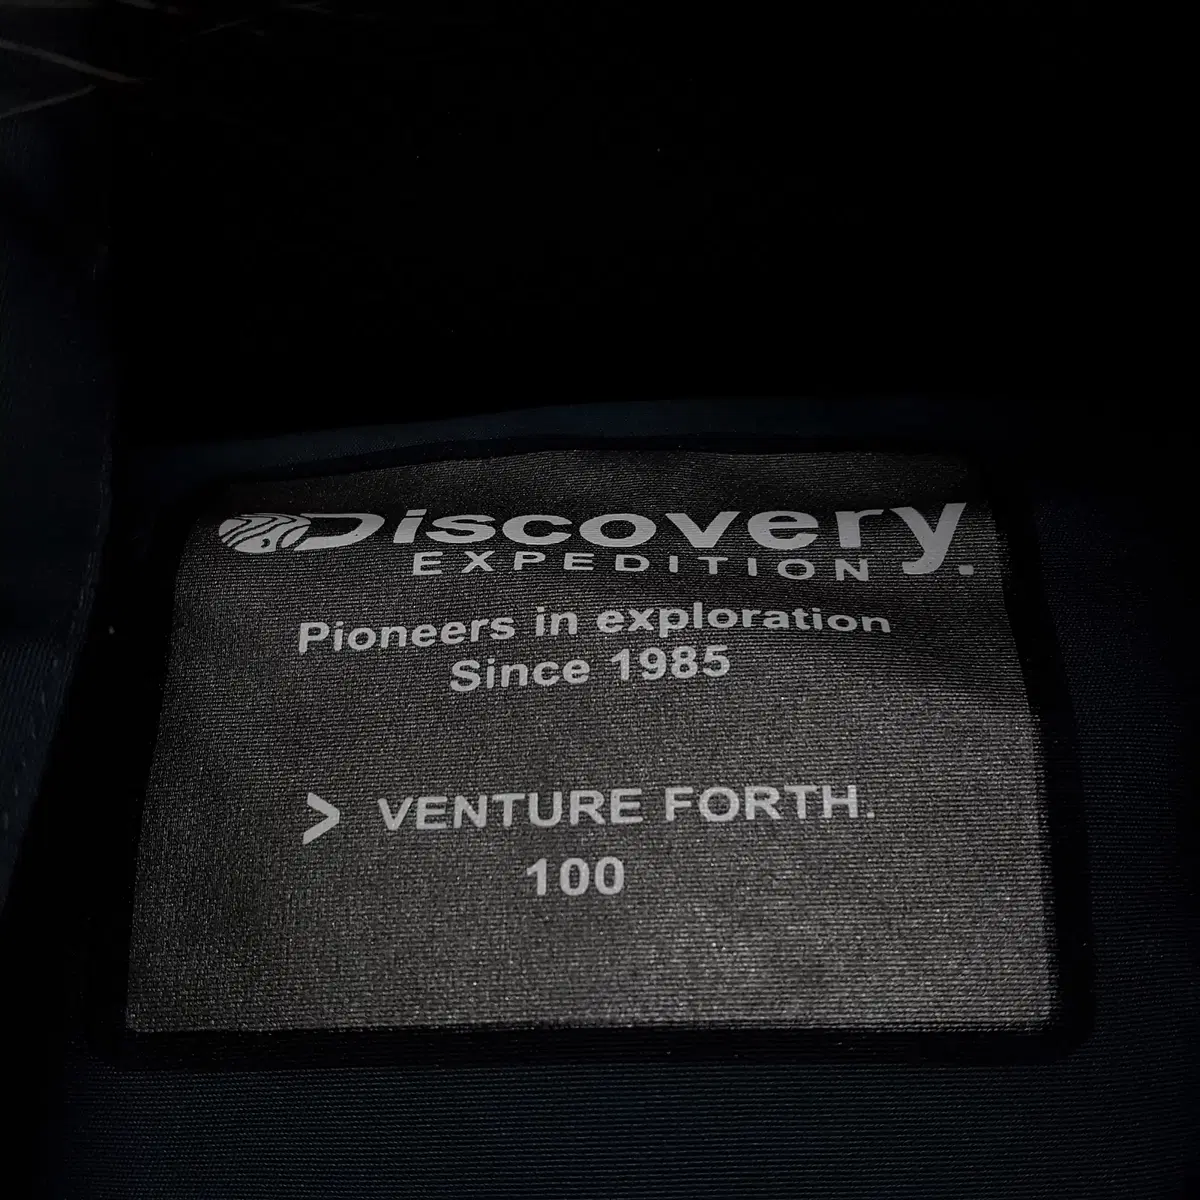 Discovery
EXPEDITION.
Pioneers in exploration
Since 1985
> VENTURE FORTH.
100